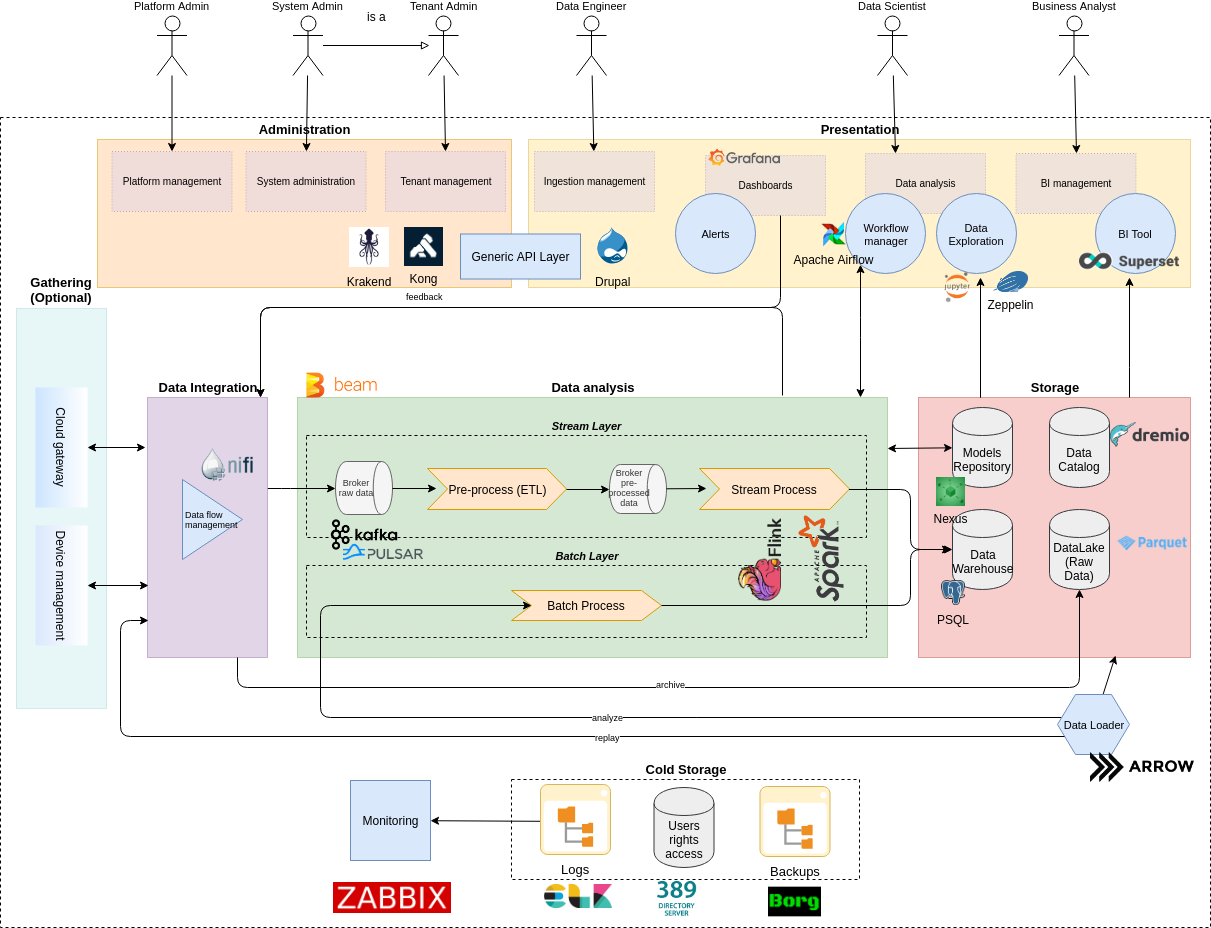 Platform Admin
System Admin
is a
Tenant Admin
Data Engineer
Data Scientist
Business Analyst
Administration
Presentation
Platform management
System administration
Tenant management
Ingestion management
Grafana
Dashboards
Data analysis
BI management
Alerts
Workflow
manager
Data
Exploration
BI Tool
Apache Airflow
Superset
Generic API Layer
Krakend
Kong
Drupal
jupyter
Zeppelin
feedback
Gathering
(Optional)
Cloud gateway
Device management
Data Integration
nifi
Data flow
management
beam
Data analysis
Stream Layer
Broker
raw data
Pre-process (ETL)
Broker
pre-
processed
data
Stream Process
kafka
PULSAR
Flink
APACHE
Spark
Batch Layer
Batch Process
Storage
Models
Repository
Data
Catalog
dremio
Nexus
Data
Warehouse
DataLake
(Raw
Data)
Parquet
PSQL
archive
analyze
replay
Data Loader
ARROW
Cold Storage
Monitoring
Users
rights
access
Logs
Backups
ZABBIX
389
DIRECTORY
SERVER
Borg